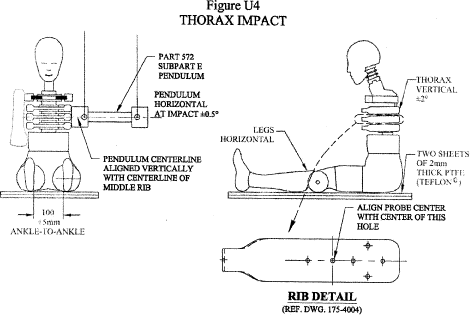 Figure U4
THORAX IMPACT
PART 572
SUBPART E
PENDULUM
PENDULUM
HORIZONTAL
AT IMPACT ±0.5°
PENDULUM CENTERLINE
ALIGNED VERTICALLY
WITH CENTERLINE OF
MIDDLE RIB
100
±5mm
ANKLE-TO-ANKLE
THORAX
VERTICAL
±2°
LEGS
HORIZONTAL
TWO SHEETS
OF 2mm
THICK PTFE
(TEFLON©)
ALIGN PROBE CENTER
WITH CENTER OF THIS
HOLE
RIB DETAIL
(REF. DWG. 175-4004)